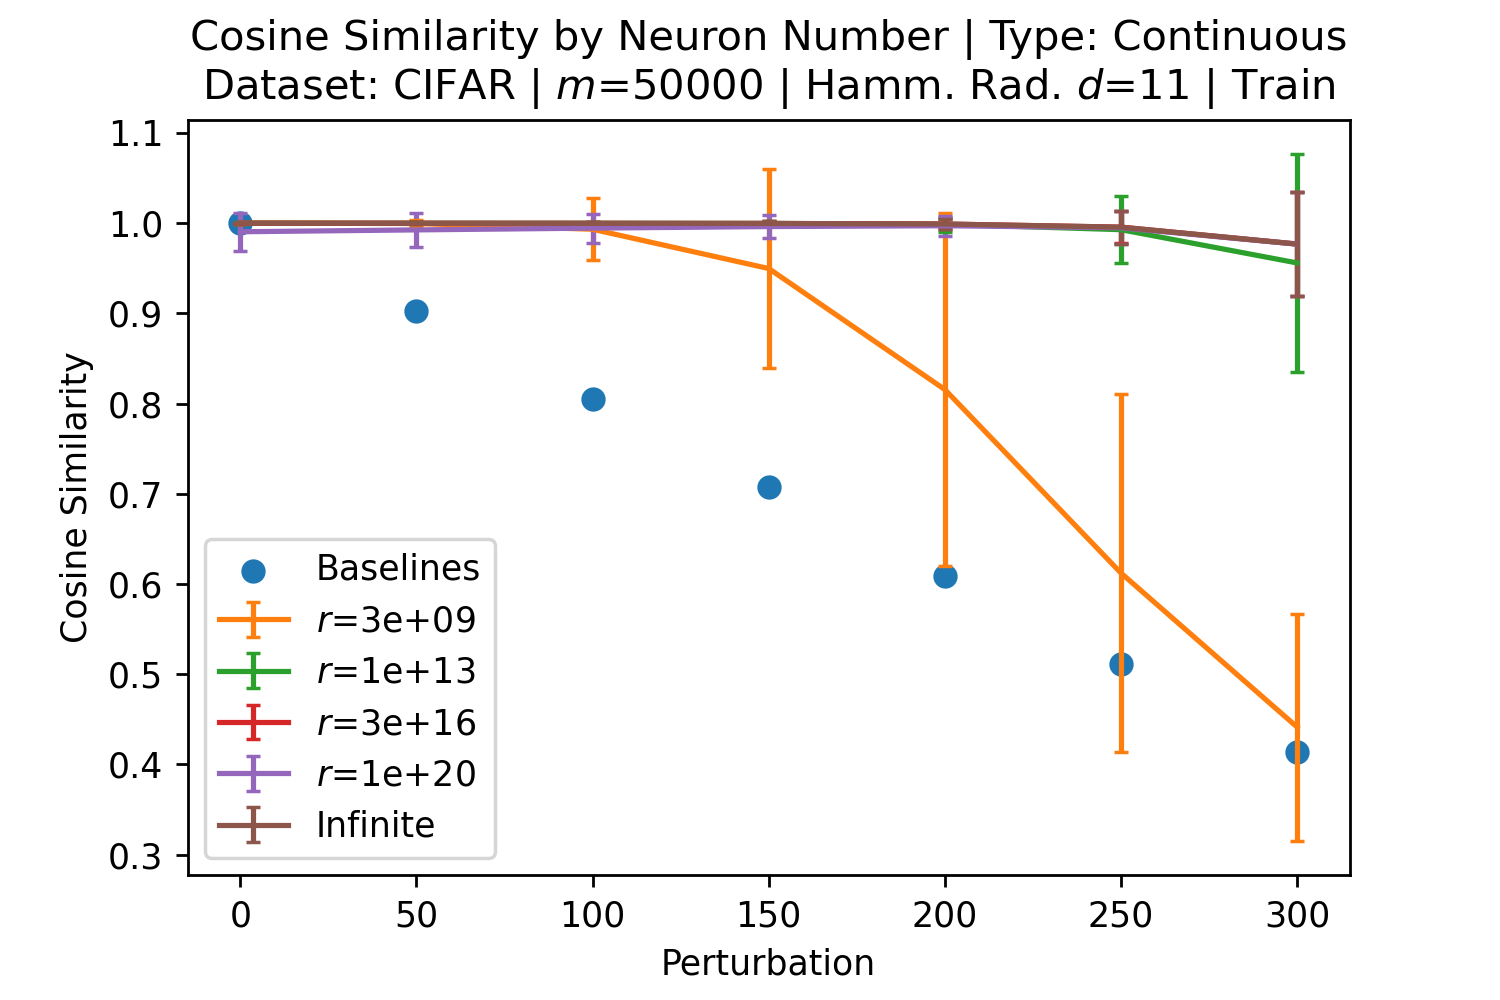 Cosine Similarity by Neuron Number | Type: Continuous
Dataset: CIFAR | m=50000 | Hamm. Rad. d=11 | Train
1.1
1.0
0.9
0.8
0.7
0.6
0.5
0.4
0.3
Cosine Similarity
Baselines
r=3e+09
r=1e+13
r=3e+16
r=1e+20
Infinite
0 50 100 150 200 250 300
Perturbation